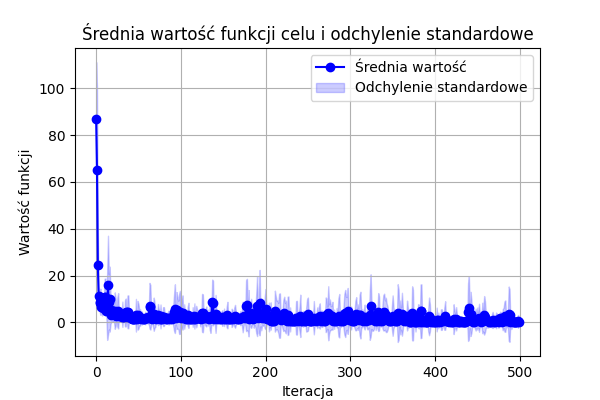 Średnia wartość funkcji celu i odchylenie standardowe
Średnia wartość
Odchylenie standardowe
Wartość funkcji
100
80
60
40
20
0
0 100 200 300 400 500
Iteracja